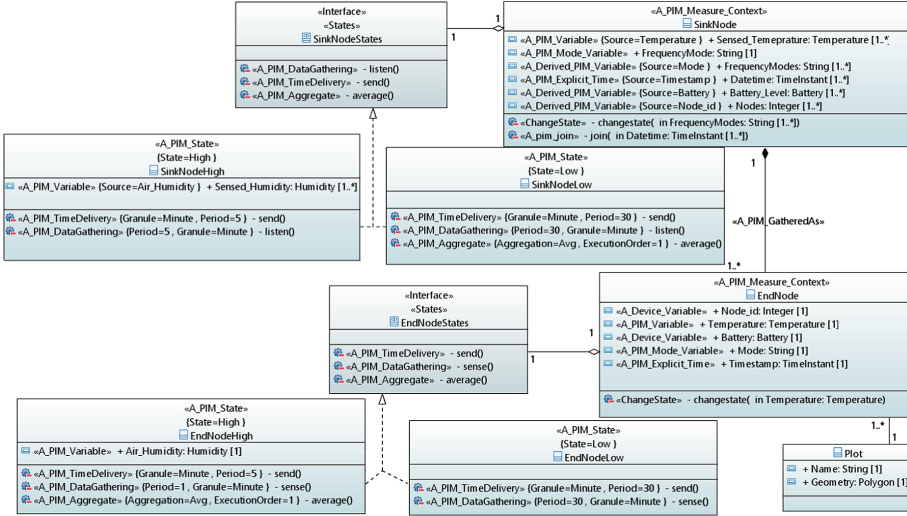 «Interface»
«States»
SinkNodeStates
«A_PIM_DataGathering» - listen()
«A_PIM_TimeDelivery» - send()
«A_PIM_Aggregate» - average()
1
1
«A_PIM_Measure_Context»
SinkNode
«A_PIM_Variable» {Source=Temperature } + Sensed_Temeprature: Temperature [1..*]
«A_PIM_Mode_Variable» + FrequencyMode: String [1]
«A_Derived_PIM_Variable» {Source=Mode } + FrequencyModes: String [1..*]
«A_PIM_Explicit_Time» {Source=Timestamp } + Datetime: TimeInstant [1..*]
«A_Derived_PIM_Variable» {Source=Battery } + Battery_Level: Battery [1..*]
«A_Derived_PIM_Variable» {Source=Node_id } + Nodes: Integer [1..*]
«ChangeState» - changestate( in FrequencyModes: String [1..*])
«A_pim_join» - join( in Datetime: TimeInstant [1..*])
«A_PIM_State»
{State=High }
SinkNodeHigh
«A_PIM_Variable» {Source=Air_Humidity } + Sensed_Humidity: Humidity [1..*]
«A_PIM_TimeDelivery» {Granule=Minute , Period=5 } - send()
«A_PIM_DataGathering» {Period=5 , Granule=Minute } - listen()
«A_PIM_State»
{State=Low }
SinkNodeLow
«A_PIM_TimeDelivery» {Granule=Minute , Period=30 } - send()
«A_PIM_DataGathering» {Period=30 , Granule=Minute } - listen()
«A_PIM_Aggregate» {Aggregation=Avg , ExecutionOrder=1 } - average()
1
«A_PIM_GatheredAs»
1..*
«Interface»
«States»
EndNodeStates
«A_PIM_TimeDelivery» - send()
«A_PIM_DataGathering» - sense()
«A_PIM_Aggregate» - average()
1
1
«A_PIM_Measure_Context»
EndNode
«A_Device_Variable» + Node_id: Integer [1]
«A_PIM_Variable» + Temperature: Temperature [1]
«A_Device_Variable» + Battery: Battery [1]
«A_PIM_Mode_Variable» + Mode: String [1]
«A_PIM_Explicit_Time» + Timestamp: TimeInstant [1]
«ChangeState» - changestate( in Temperature: Temperature)
«A_PIM_State»
{State=High }
EndNodeHigh
«A_PIM_Variable» + Air_Humidity: Humidity [1]
«A_PIM_TimeDelivery» {Granule=Minute , Period=5 } - send()
«A_PIM_DataGathering» {Period=1 , Granule=Minute } - sense()
«A_PIM_Aggregate» {Aggregation=Avg , ExecutionOrder=1 } - average()
«A_PIM_State»
{State=Low }
EndNodeLow
«A_PIM_TimeDelivery» {Granule=Minute , Period=30 } - send()
«A_PIM_DataGathering» {Period=30 , Granule=Minute } - sense()
1..*
1
Plot
+ Name: String [1]
+ Geometry: Polygon [1]